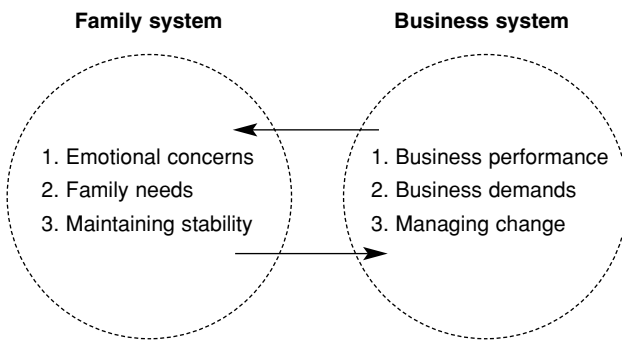 Family system
1. Emotional concerns
2. Family needs
3. Maintaining stability
Business system
1. Business performance
2. Business demands
3. Managing change